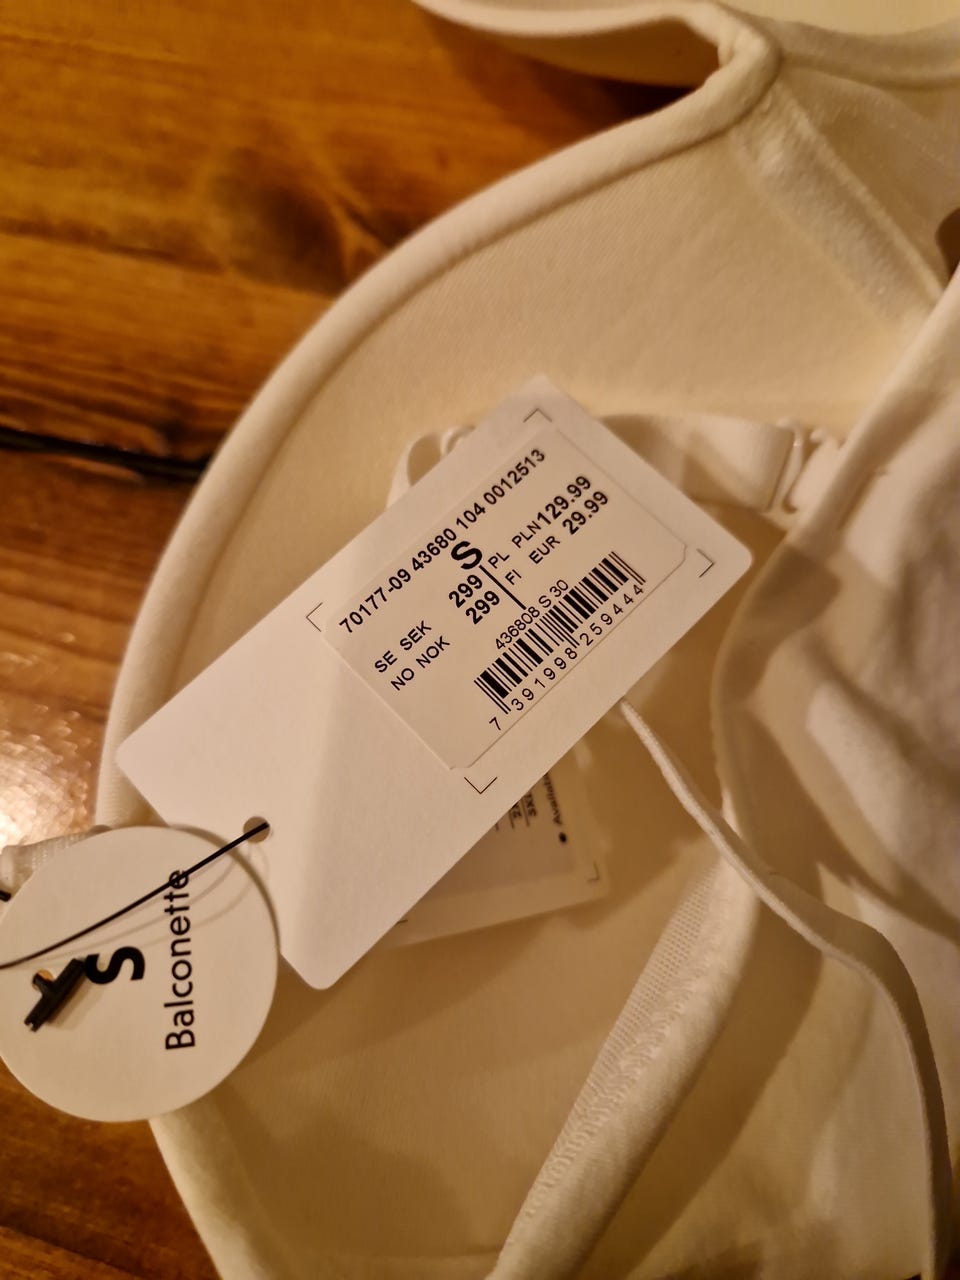 70177-09 43680 104 0012513
S
SE SEK 299 PL PLN 129.99
NO NOK 299 FI EUR 29.99
436808 S 30
7 391998 259444
S
Balconette
3XL